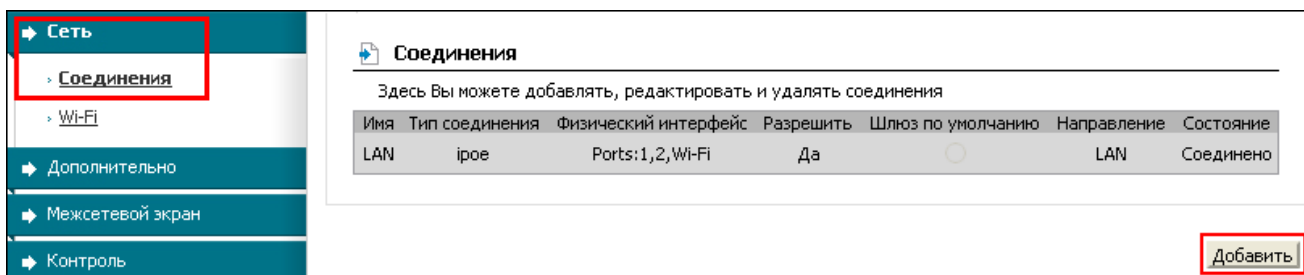 Сеть
Соединения
Wi-Fi
Дополнительно
Межсетевой экран
Контроль
Соединения
Здесь Вы можете добавлять, редактировать и удалять соединения
Имя Тип соединения Физический интерфейс Разрешить Шлюз по умолчанию Направление Состояние
LAN ipoe Ports:1,2,Wi-Fi Да LAN Соединено
Добавить